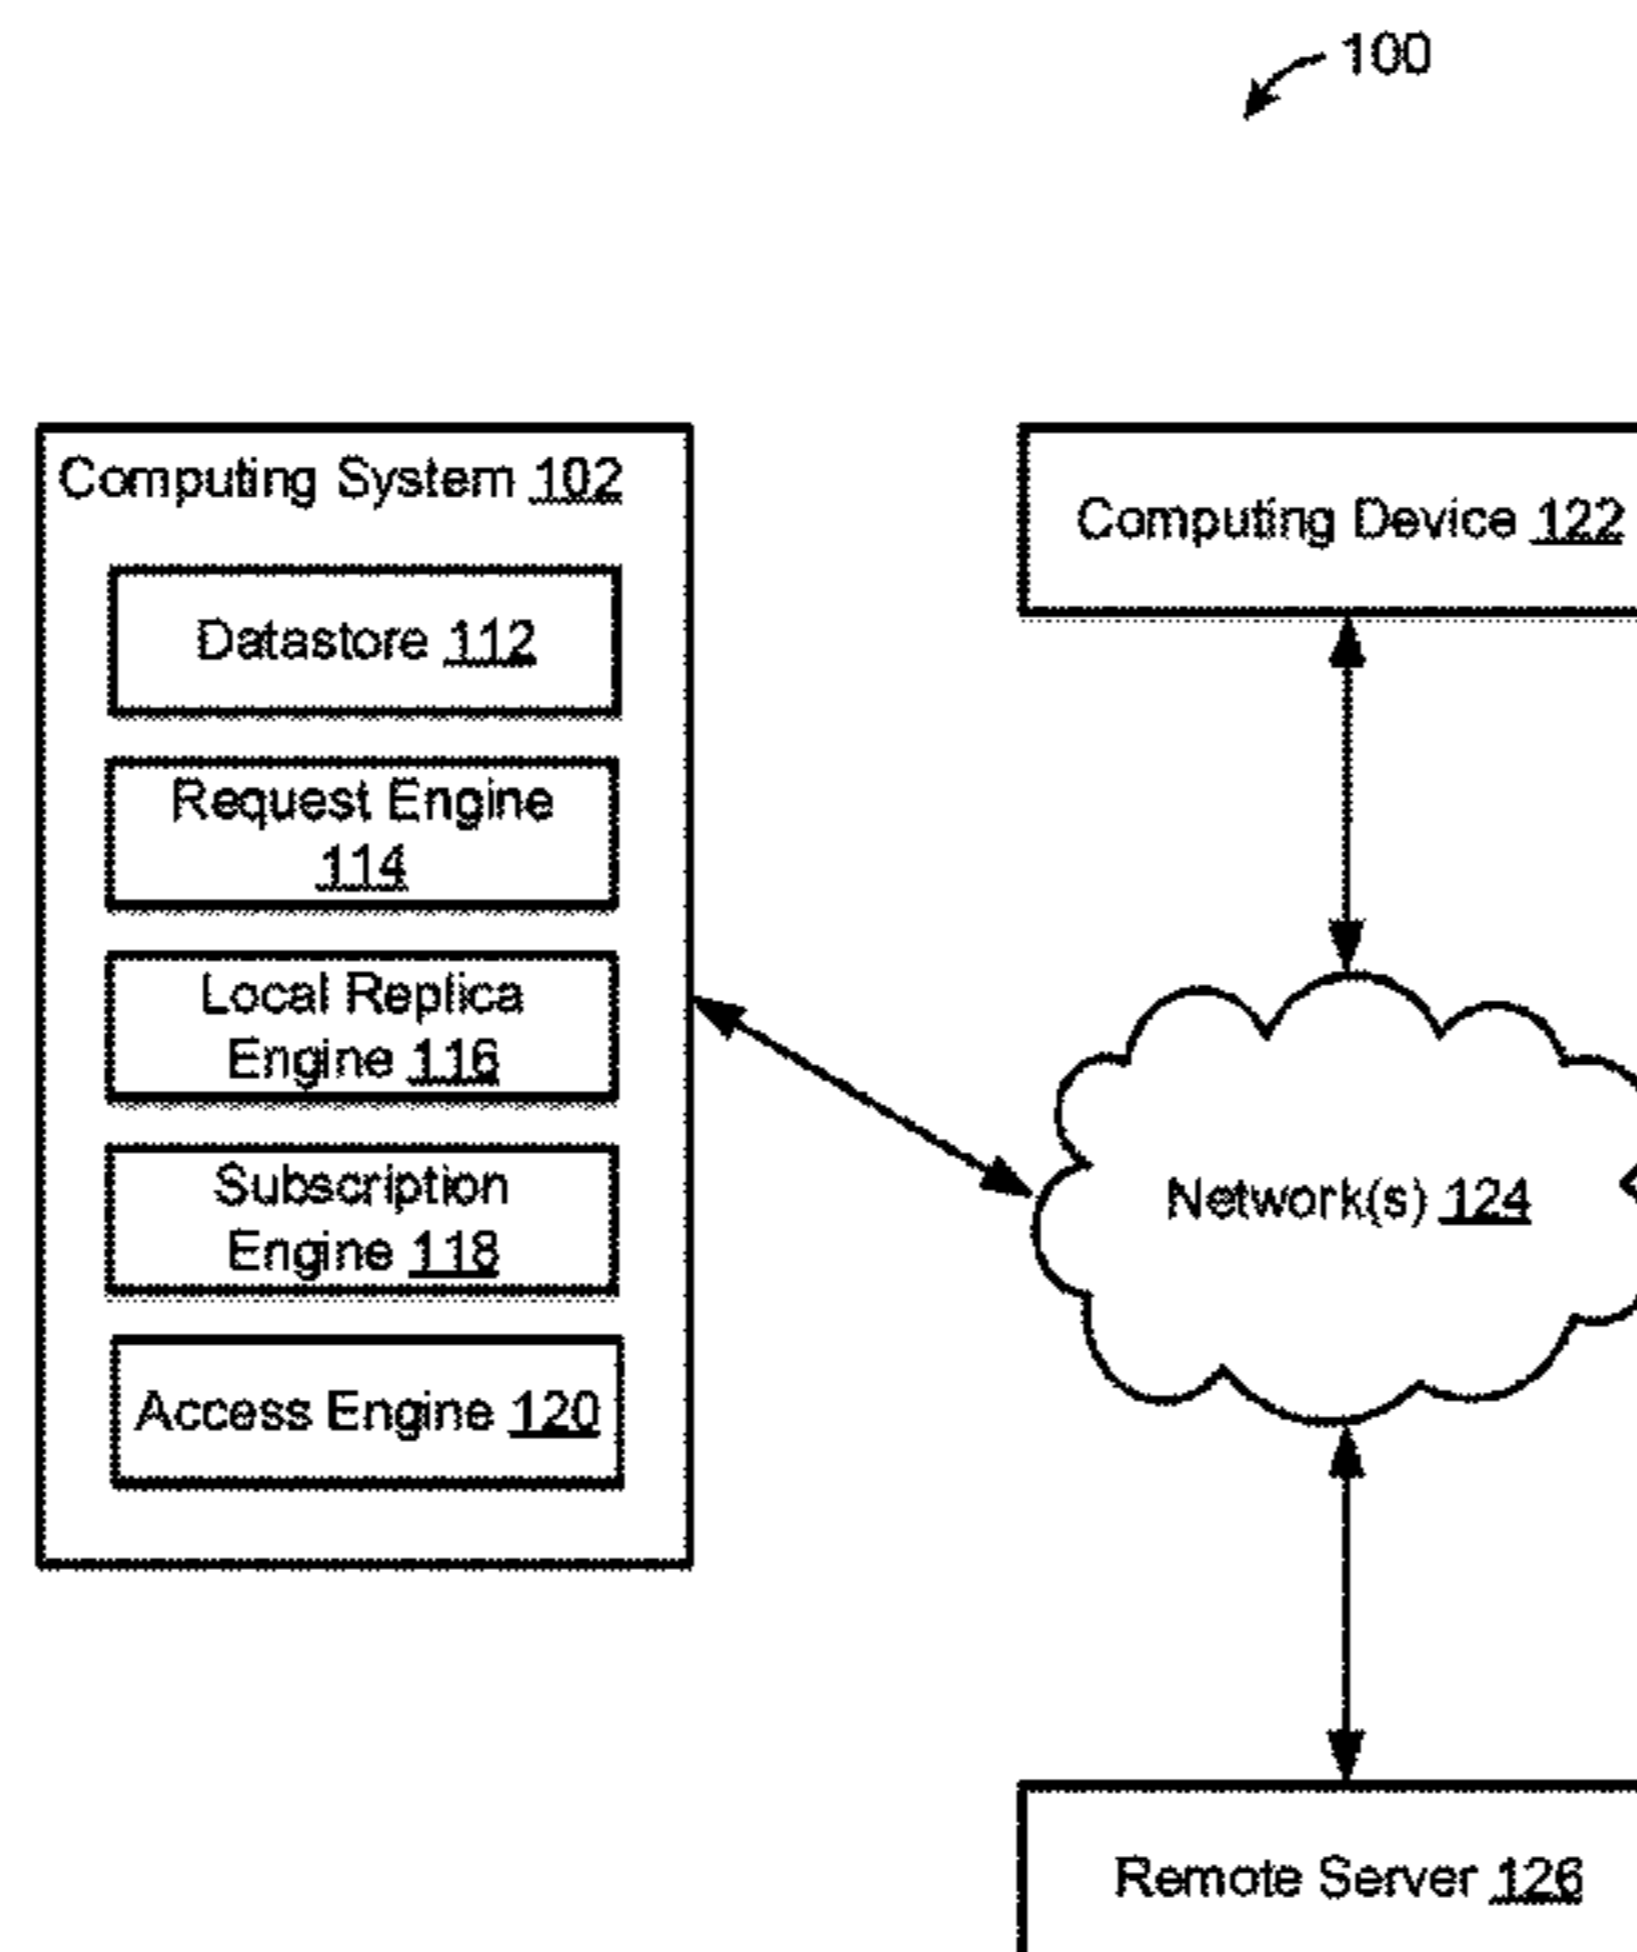 100
Computing System 102
Datastore 112
Request Engine
114
Local Replica
Engine 116
Subscription
Engine 118
Access Engine 120
Computing Device 122
Network(s) 124
Remote Server 126